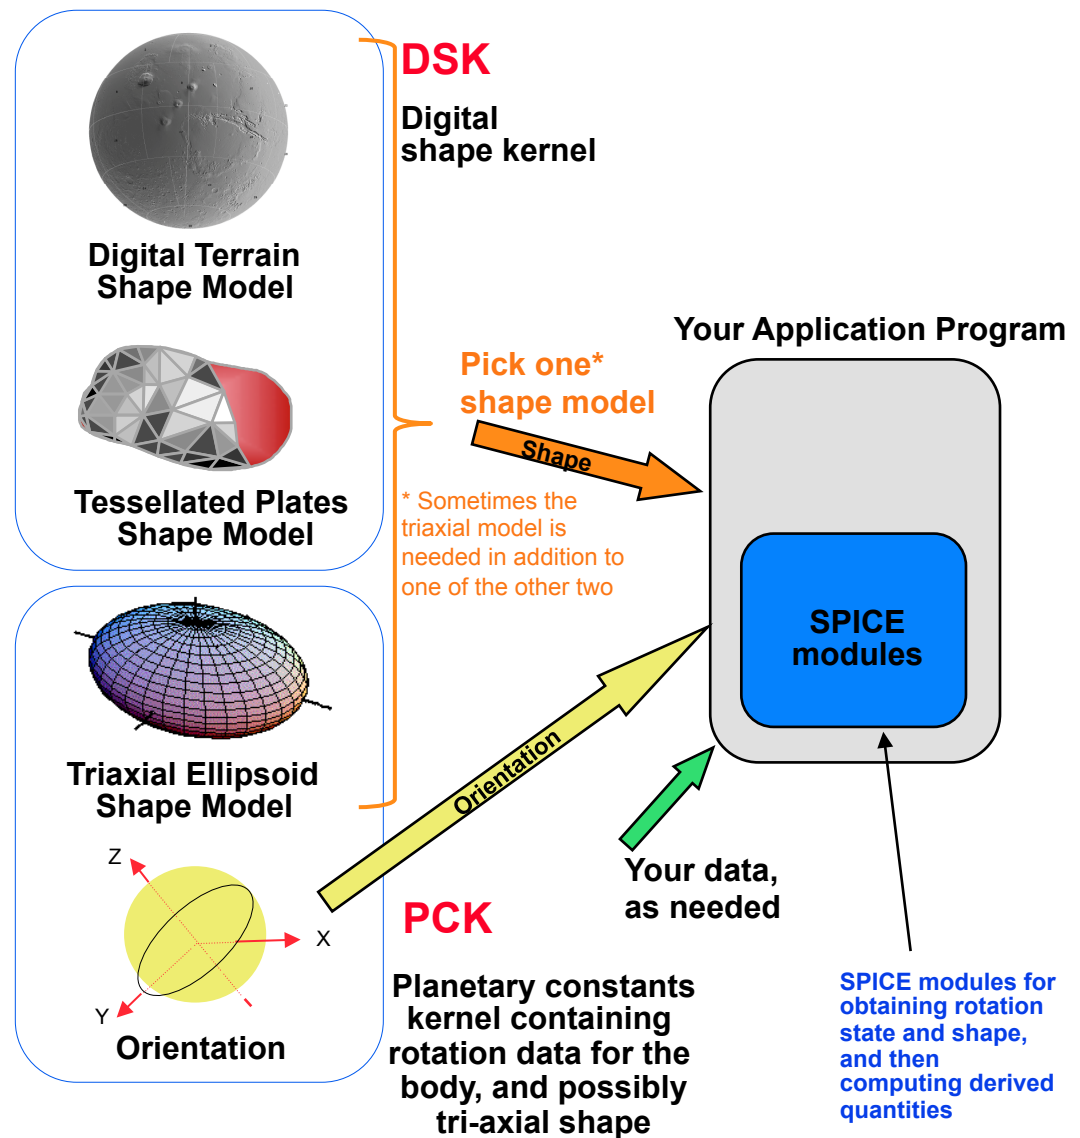 DSK
Digital
shape kernel
Digital Terrain
Shape Model
Your Application Program
Pick one*
shape model
Shape
Tessellated Plates
Shape Model
* Sometimes the
triaxial model is
needed in addition to
one of the other two
SPICE
modules
Triaxial Ellipsoid
Shape Model
Orientation
Z
X
Y
Orientation
PCK
Planetary constants
kernel containing
rotation data for the
body, and possibly
tri-axial shape
Your data,
as needed
SPICE modules for
obtaining rotation
state and shape,
and then
computing derived
quantities